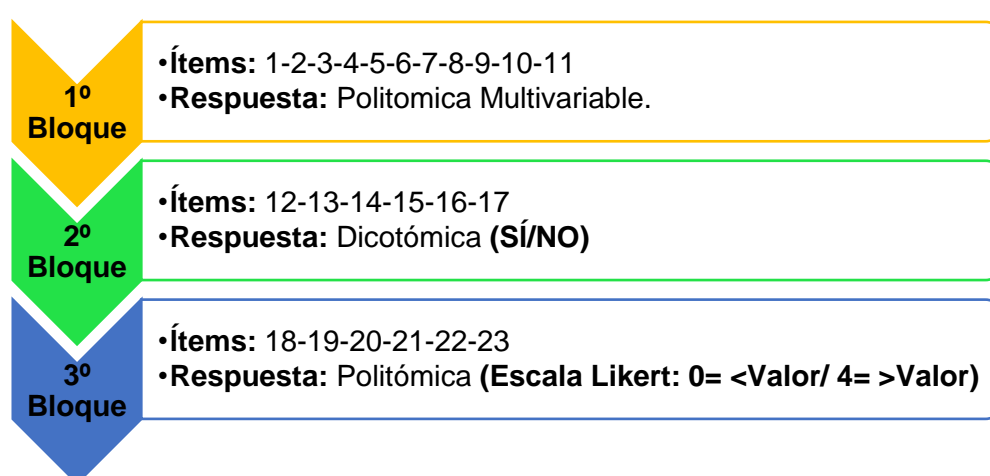 1º
Bloque
•Ítems: 1-2-3-4-5-6-7-8-9-10-11
•Respuesta: Politomica Multivariable.
2º
Bloque
•Ítems: 12-13-14-15-16-17
•Respuesta: Dicotómica (SÍ/NO)
3º
Bloque
•Ítems: 18-19-20-21-22-23
•Respuesta: Politómica (Escala Likert: 0= <Valor/ 4= >Valor)